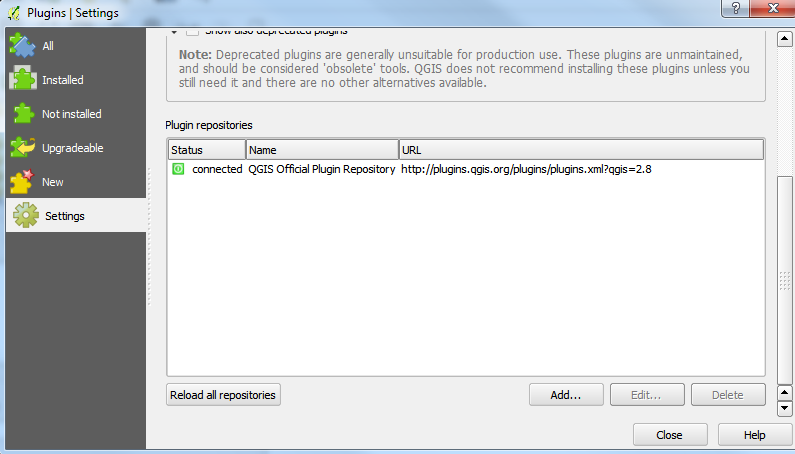 Plugins | Settings
?
All
Installed
Not installed
Upgradeable
New
Settings
Show also deprecated plugins
Note: Deprecated plugins are generally unsuitable for production use. These plugins are unmaintained,
and should be considered 'obsolete' tools. QGIS does not recommend installing these plugins unless you
still need it and there are no other alternatives available.
Plugin repositories
Status Name URL
connected QGIS Official Plugin Repository http://plugins.qgis.org/plugins/plugins.xml?qgis=2.8
Reload all repositories Add... Edit... Delete
Close Help